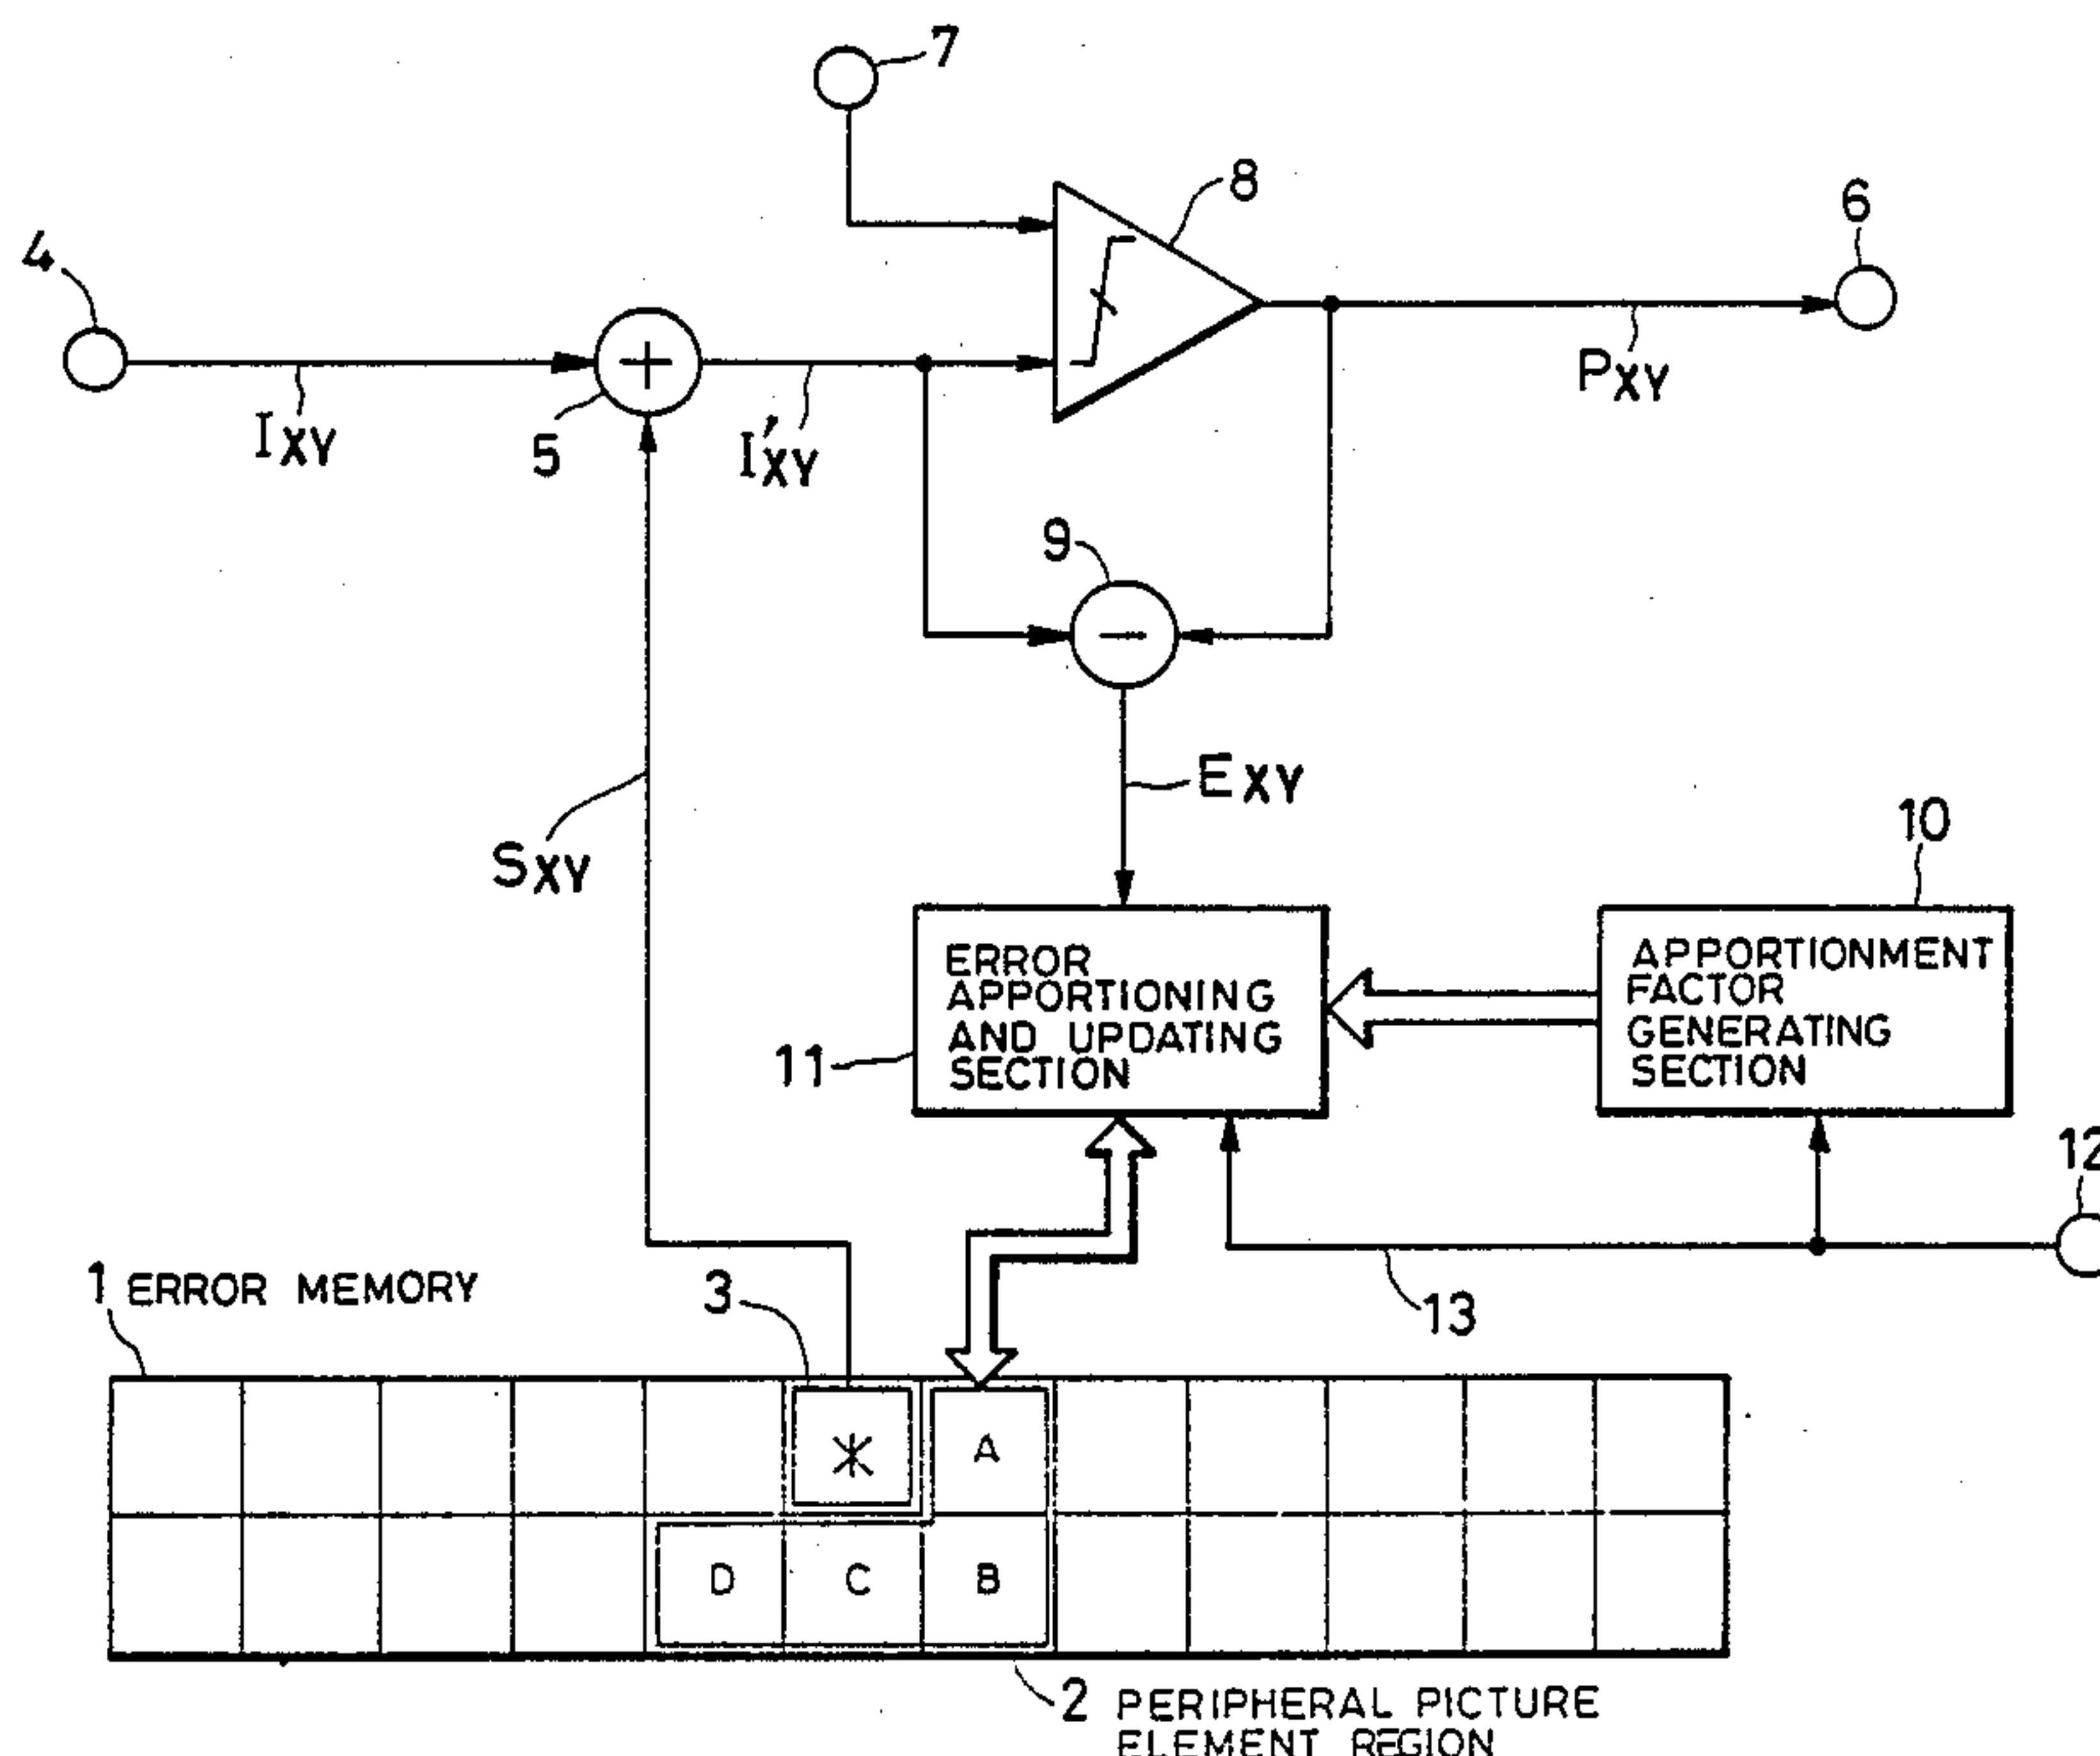 7
8
6
4
5
I'XY
IXY
PXY
9
EXY
SXY
10
ERROR
APPORTIONING
AND UPDATING
SECTION
APPORTIONMENT
FACTOR
GENERATING
SECTION
11
12
1 ERROR MEMORY
3
13
* A
D C B
2 PERIPHERAL PICTURE
ELEMENT REGION